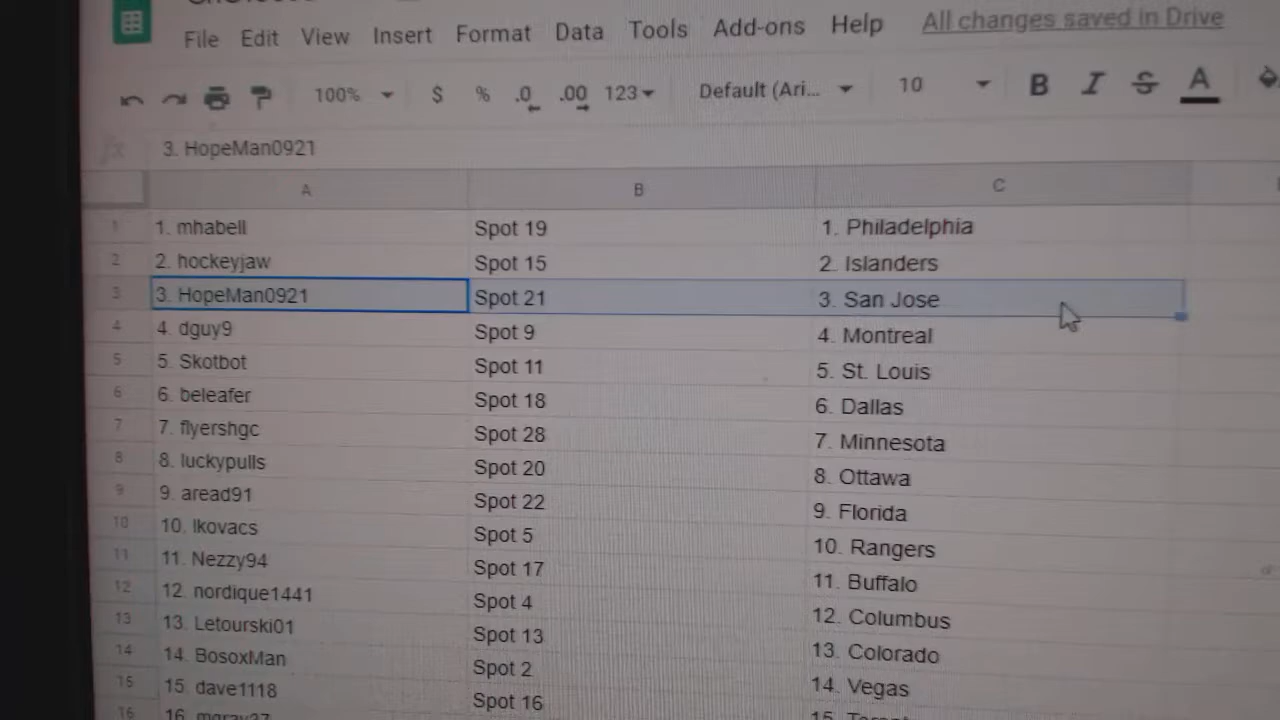 File Edit View Insert Format Data Tools Add-ons Help All changes saved in Drive
100% $ % .0 .00 123 Default (Ari... 10 B I S A
fx 3. HopeMan0921
A B C
1 1. mhabell Spot 19 1. Philadelphia
2 2. hockeyjaw Spot 15 2. Islanders
3 3. HopeMan0921 Spot 21 3. San Jose
4 4. dguy9 Spot 9 4. Montreal
5 5. Skotbot Spot 11 5. St. Louis
6 6. beleafer Spot 18 6. Dallas
7 7. flyershgc Spot 28 7. Minnesota
8 8. luckypulls Spot 20 8. Ottawa
9 9. aread91 Spot 22 9. Florida
10 10. lkovacs Spot 5 10. Rangers
11 11. Nezzy94 Spot 17 11. Buffalo
12 12. nordique1441 Spot 4 12. Columbus
13 13. Letourski01 Spot 13 13. Colorado
14 14. BosoxMan Spot 2 14. Vegas
15 15. dave1118 Spot 16 15.
16 16.